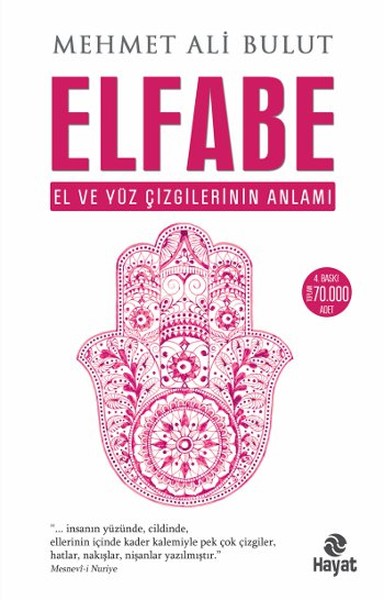 MEHMET ALİ BULUT
ELFABE
EL VE YÜZ ÇİZGİLERİNİN ANLAMI
4. BASKI
70.000
ADET
"... insanın yüzünde, cildinde,
ellerinin içinde kader kalemiyle pek çok çizgiler,
hatlar, nakışlar, nişanlar yazılmıştır."
Mesnevî-i Nuriye
Hayat